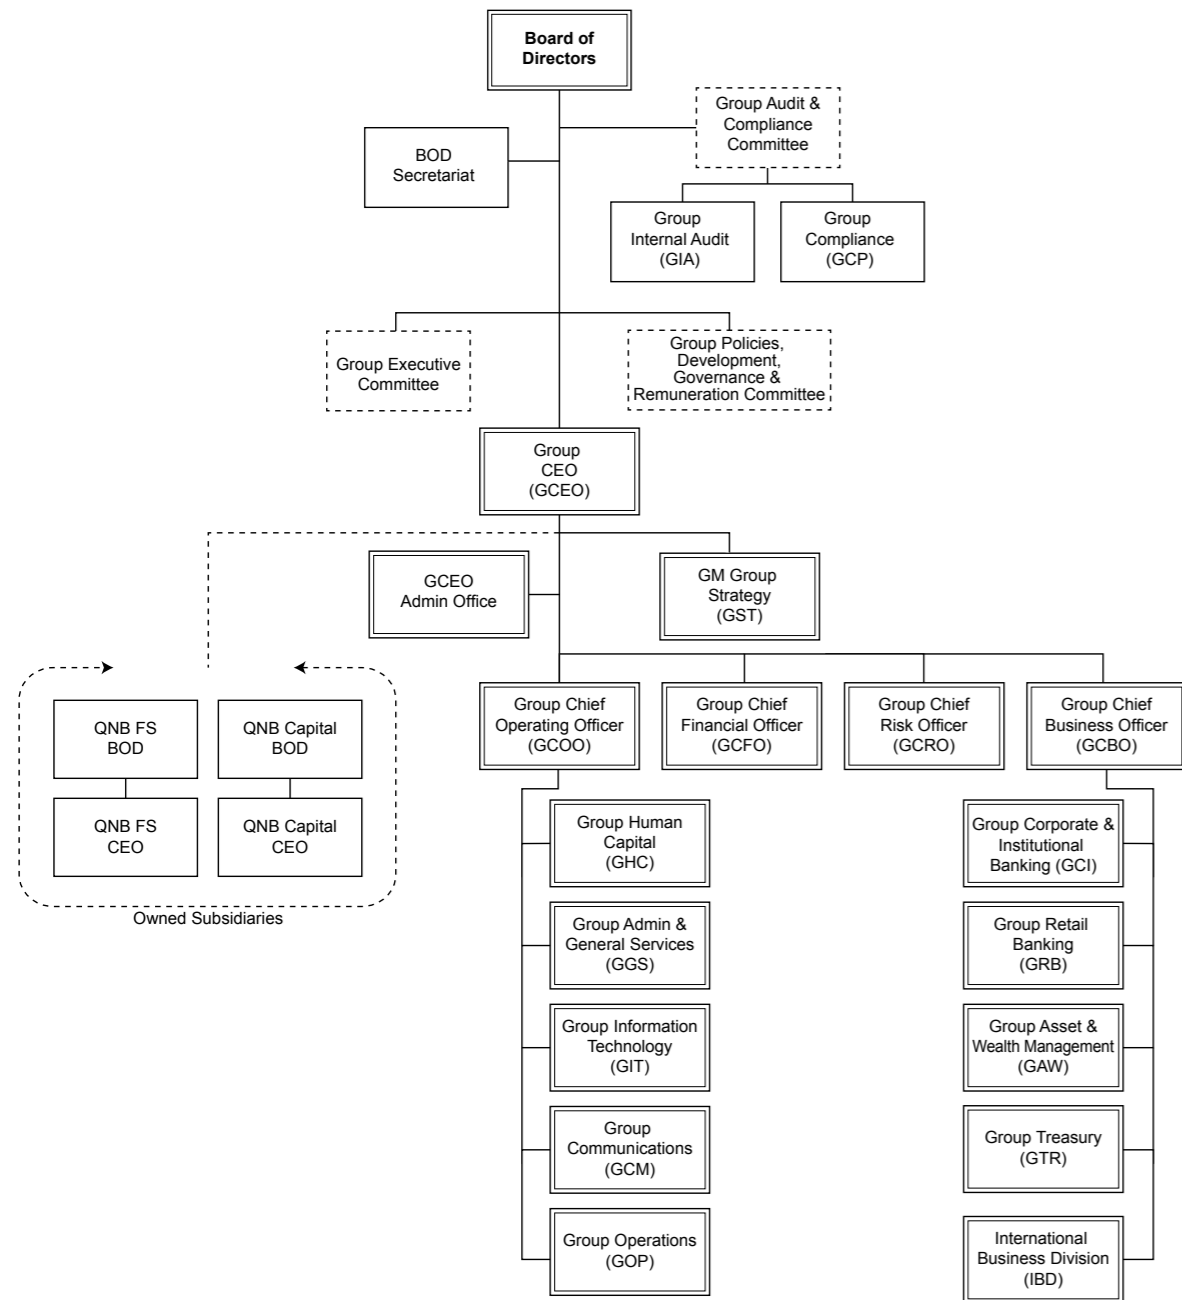 Board of
Directors
Group Audit &
Compliance
Committee
BOD
Secretariat
Group
Internal Audit
(GIA)
Group
Compliance
(GCP)
Group Executive
Committee
Group Policies,
Development,
Governance &
Remuneration Committee
Group
CEO
(GCEO)
GCEO
Admin Office
GM Group
Strategy
(GST)
QNB FS
BOD
QNB Capital
BOD
QNB FS
CEO
QNB Capital
CEO
Owned Subsidiaries
Group Chief
Operating Officer
(GCOO)
Group Chief
Financial Officer
(GCFO)
Group Chief
Risk Officer
(GCRO)
Group Chief
Business Officer
(GCBO)
Group Human
Capital
(GHC)
Group Admin &
General Services
(GGS)
Group Information
Technology
(GIT)
Group
Communications
(GCM)
Group Operations
(GOP)
Group Corporate &
Institutional
Banking (GCI)
Group Retail
Banking
(GRB)
Group Asset &
Wealth Management
(GAW)
Group Treasury
(GTR)
International
Business Division
(IBD)